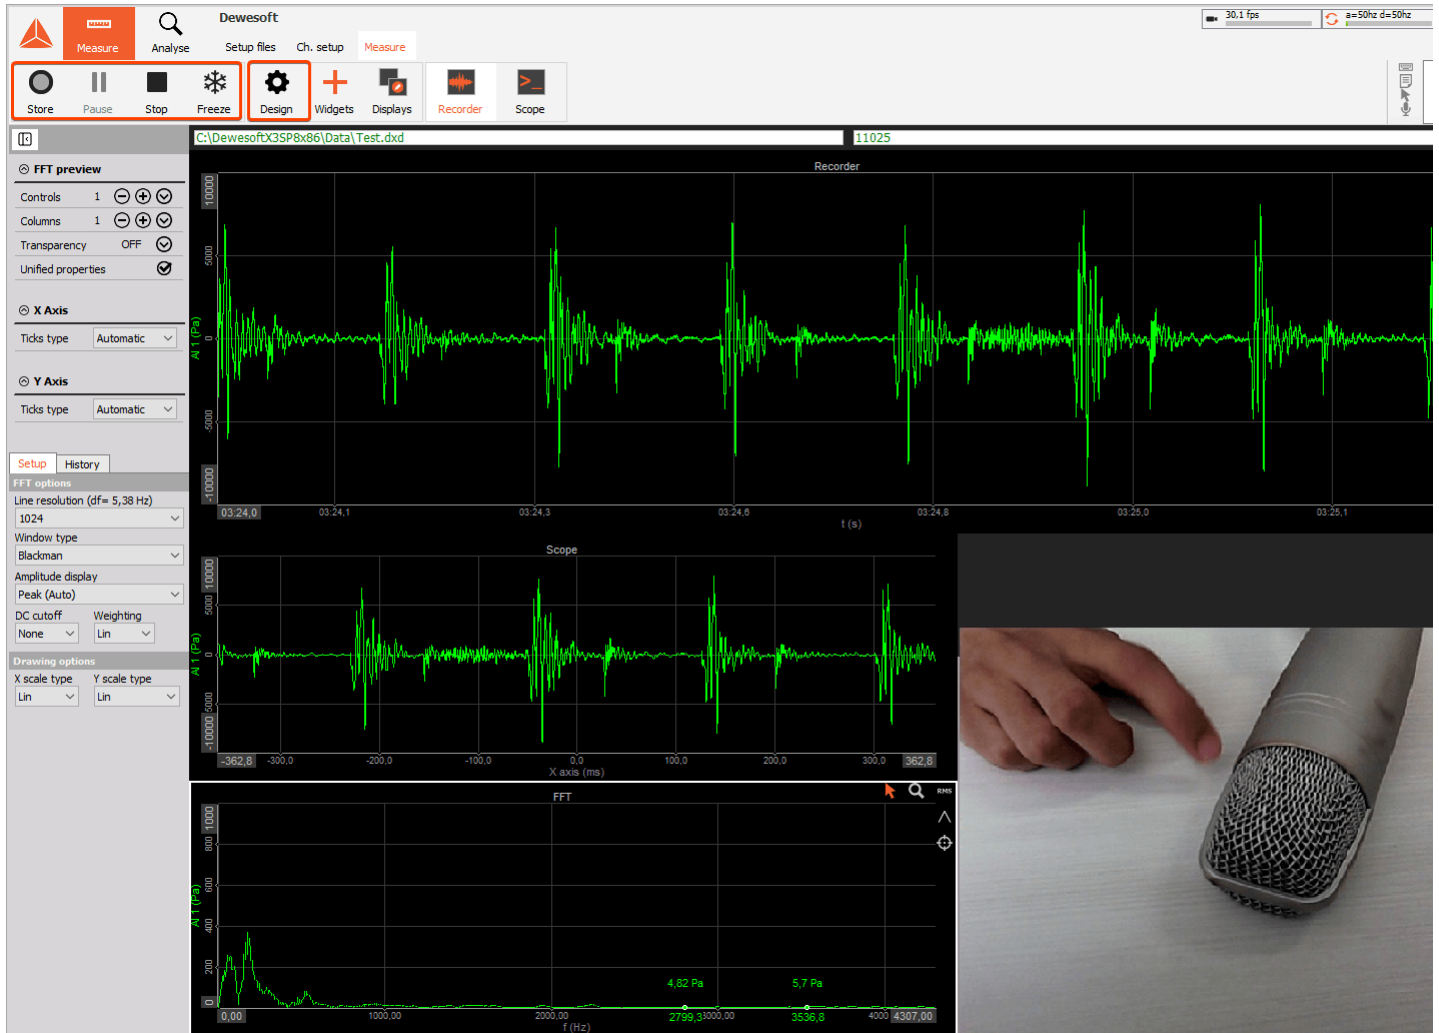 Dewesoft
30,1 fps
a=50hz d=50hz
Measure
Analyse
Setup files
Ch. setup
Measure
Store
Pause
Stop
Freeze
Design
Widgets
Displays
Recorder
Scope
C:\DewesoftX3SP8x86\Data\Test.dxd
11025
FFT preview
Controls 1
Columns 1
Transparency OFF
Unified properties
X Axis
Ticks type Automatic
Y Axis
Ticks type Automatic
Setup History
FFT options
Line resolution (df= 5,38 Hz)
1024
Window type
Blackman
Amplitude display
Peak (Auto)
DC cutoff Weighting
None Lin
Drawing options
X scale type Y scale type
Lin Lin
Recorder
10000
5000
0
-5000
-10000
AI 1 (Pa)
03:24,0 03:24,1 03:24,3 03:24,6 03:24,8 03:25,0 03:25,1
t (s)
Scope
10000
5000
0
-5000
-10000
AI 1 (Pa)
-362,8 -300,0 -200,0 -100,0 0,0 100,0 200,0 300,0 362,8
X axis (ms)
FFT
RMS
1000
800
600
400
200
0
AI 1 (Pa)
4,82 Pa 5,7 Pa
0,00 1000,00 2000,00 2799,3 3000,00 3536,8 4000 4307,00
f (Hz)